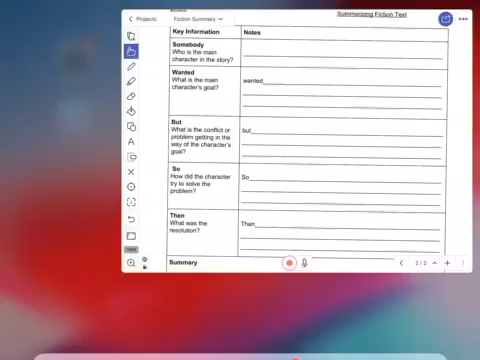 Projects
Fiction Summary
Summarizing Fiction Text
Key Information
Notes
Somebody
Who is the main
character in the story?
Wanted
What is the main
character's goal?
wanted
But
What is the conflict or
problem getting in the
way of the character's
goal?
but
So
How did the character
try to solve the
problem?
So
Then
What was the
resolution?
Then
Summary
2 / 2